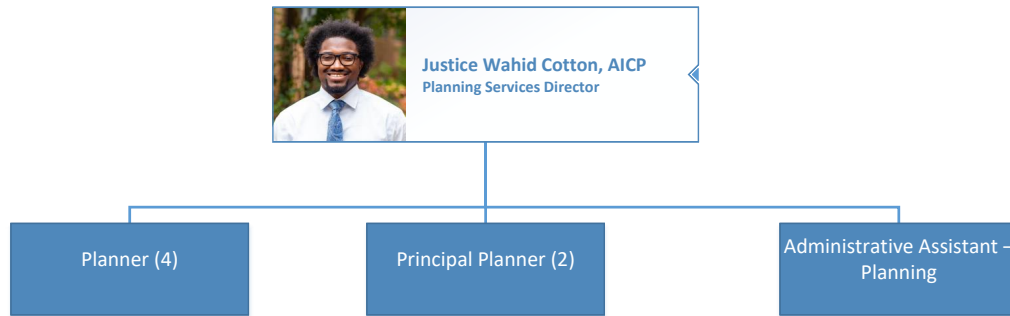 Justice Wahid Cotton, AICP
Planning Services Director
Planner (4)
Principal Planner (2)
Administrative Assistant –
Planning